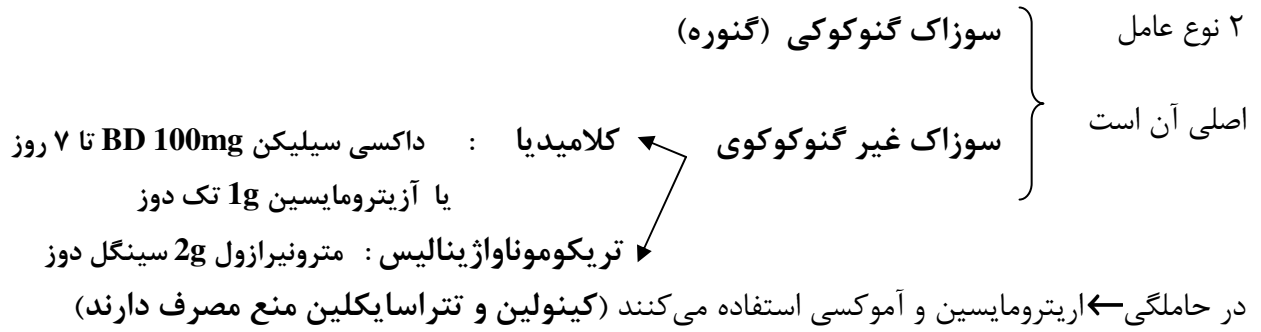 ۲ نوع عامل
اصلی آن است
سوزاک گنوکوکی (گنوره)
سوزاک غیر گنوکوکوی
کلامیدیا : داکسی سیلیکن BD 100mg تا ۷ روز
یا آزیترومایسین 1g تک دوز
تریکوموناواژینالیس : مترونیرازول 2g سینگل دوز
در حاملگی ← اریترومایسین و آموکسی استفاده می‌کنند (کینولین و تتراسایکلین منع مصرف دارند)